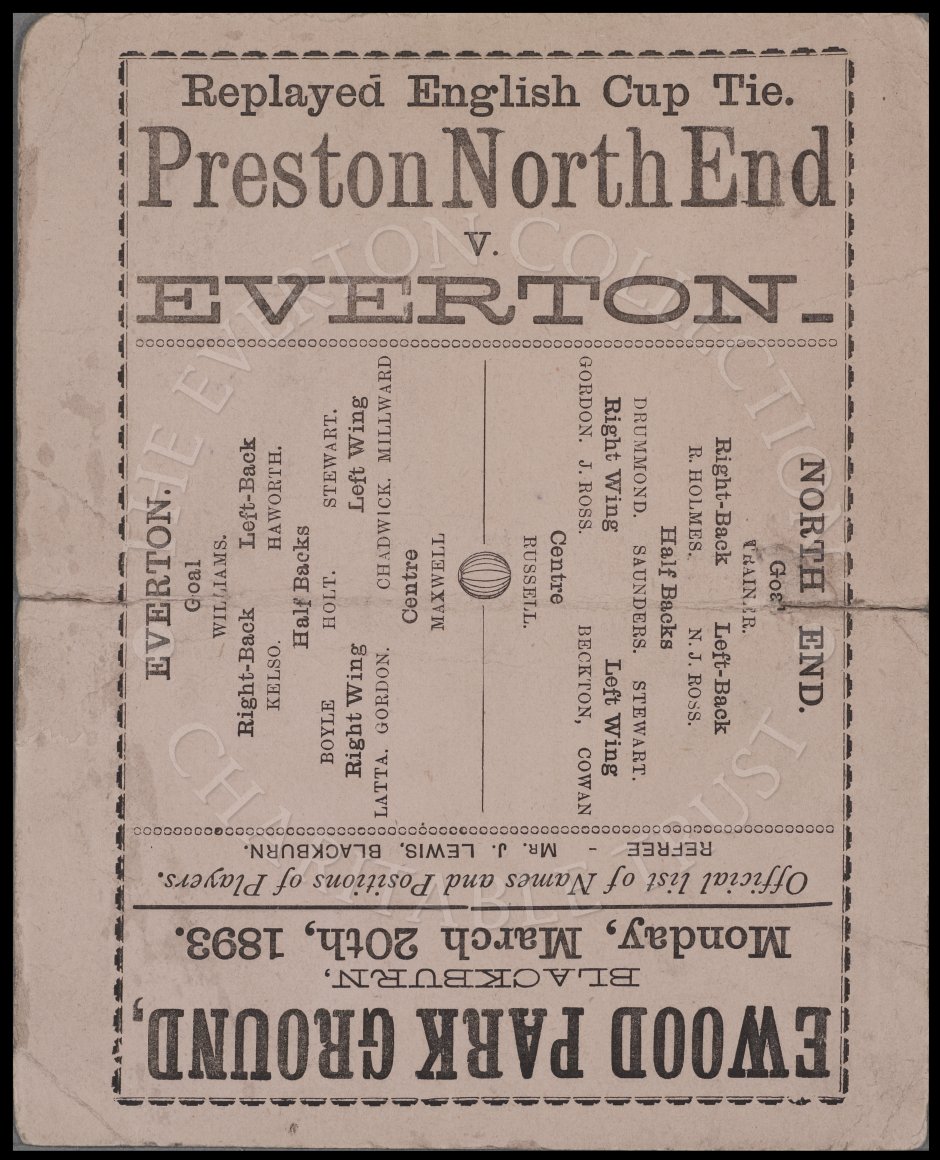 Replayed English Cup Tie.
Preston North End
V.
EVERTON.
EVERTON.
Goal
WILLIAMS.
Right-Back Left-Back
KELSO. HAWORTH.
Half Backs
BOYLE HOLT. STEWART.
Right Wing Left Wing
LATTA. GORDON. CHADWICK. MILLWARD
Centre
MAXWELL
NORTH END.
Goal
TRAINER.
Right-Back Left-Back
R. HOLMES. N. J. ROSS.
Half Backs
DRUMMOND. SAUNDERS. STEWART.
Right Wing Left Wing
GORDON. J. ROSS. BECKTON, COWAN
Centre
RUSSELL.
EWOOD PARK GROUND,
BLACKBURN,
Monday, March 20th, 1893.
Official list of Names and Positions of Players.
REFREE - MR. J. LEWIS, BLACKBURN.
© THE EVERTON COLLECTION
CHARITABLE TRUST